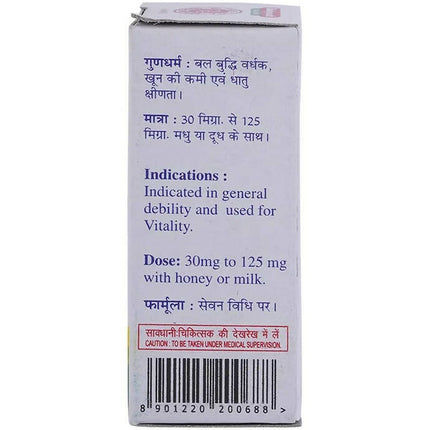 गुणधर्म : बल बुद्धि वर्धक,
खून की कमी एवं धातु
क्षीणता।
मात्रा : 30 मिग्रा. से 125
मिग्रा. मधु या दूध के साथ।
Indications :
Indicated in general
debility and used for
Vitality.
Dose: 30mg to 125 mg
with honey or milk.
फार्मूला : सेवन विधि पर।
सावधानी:चिकित्सक की देखरेख में लें
CAUTION : TO BE TAKEN UNDER MEDICAL SUPERVISION.
8 901220 200688 >